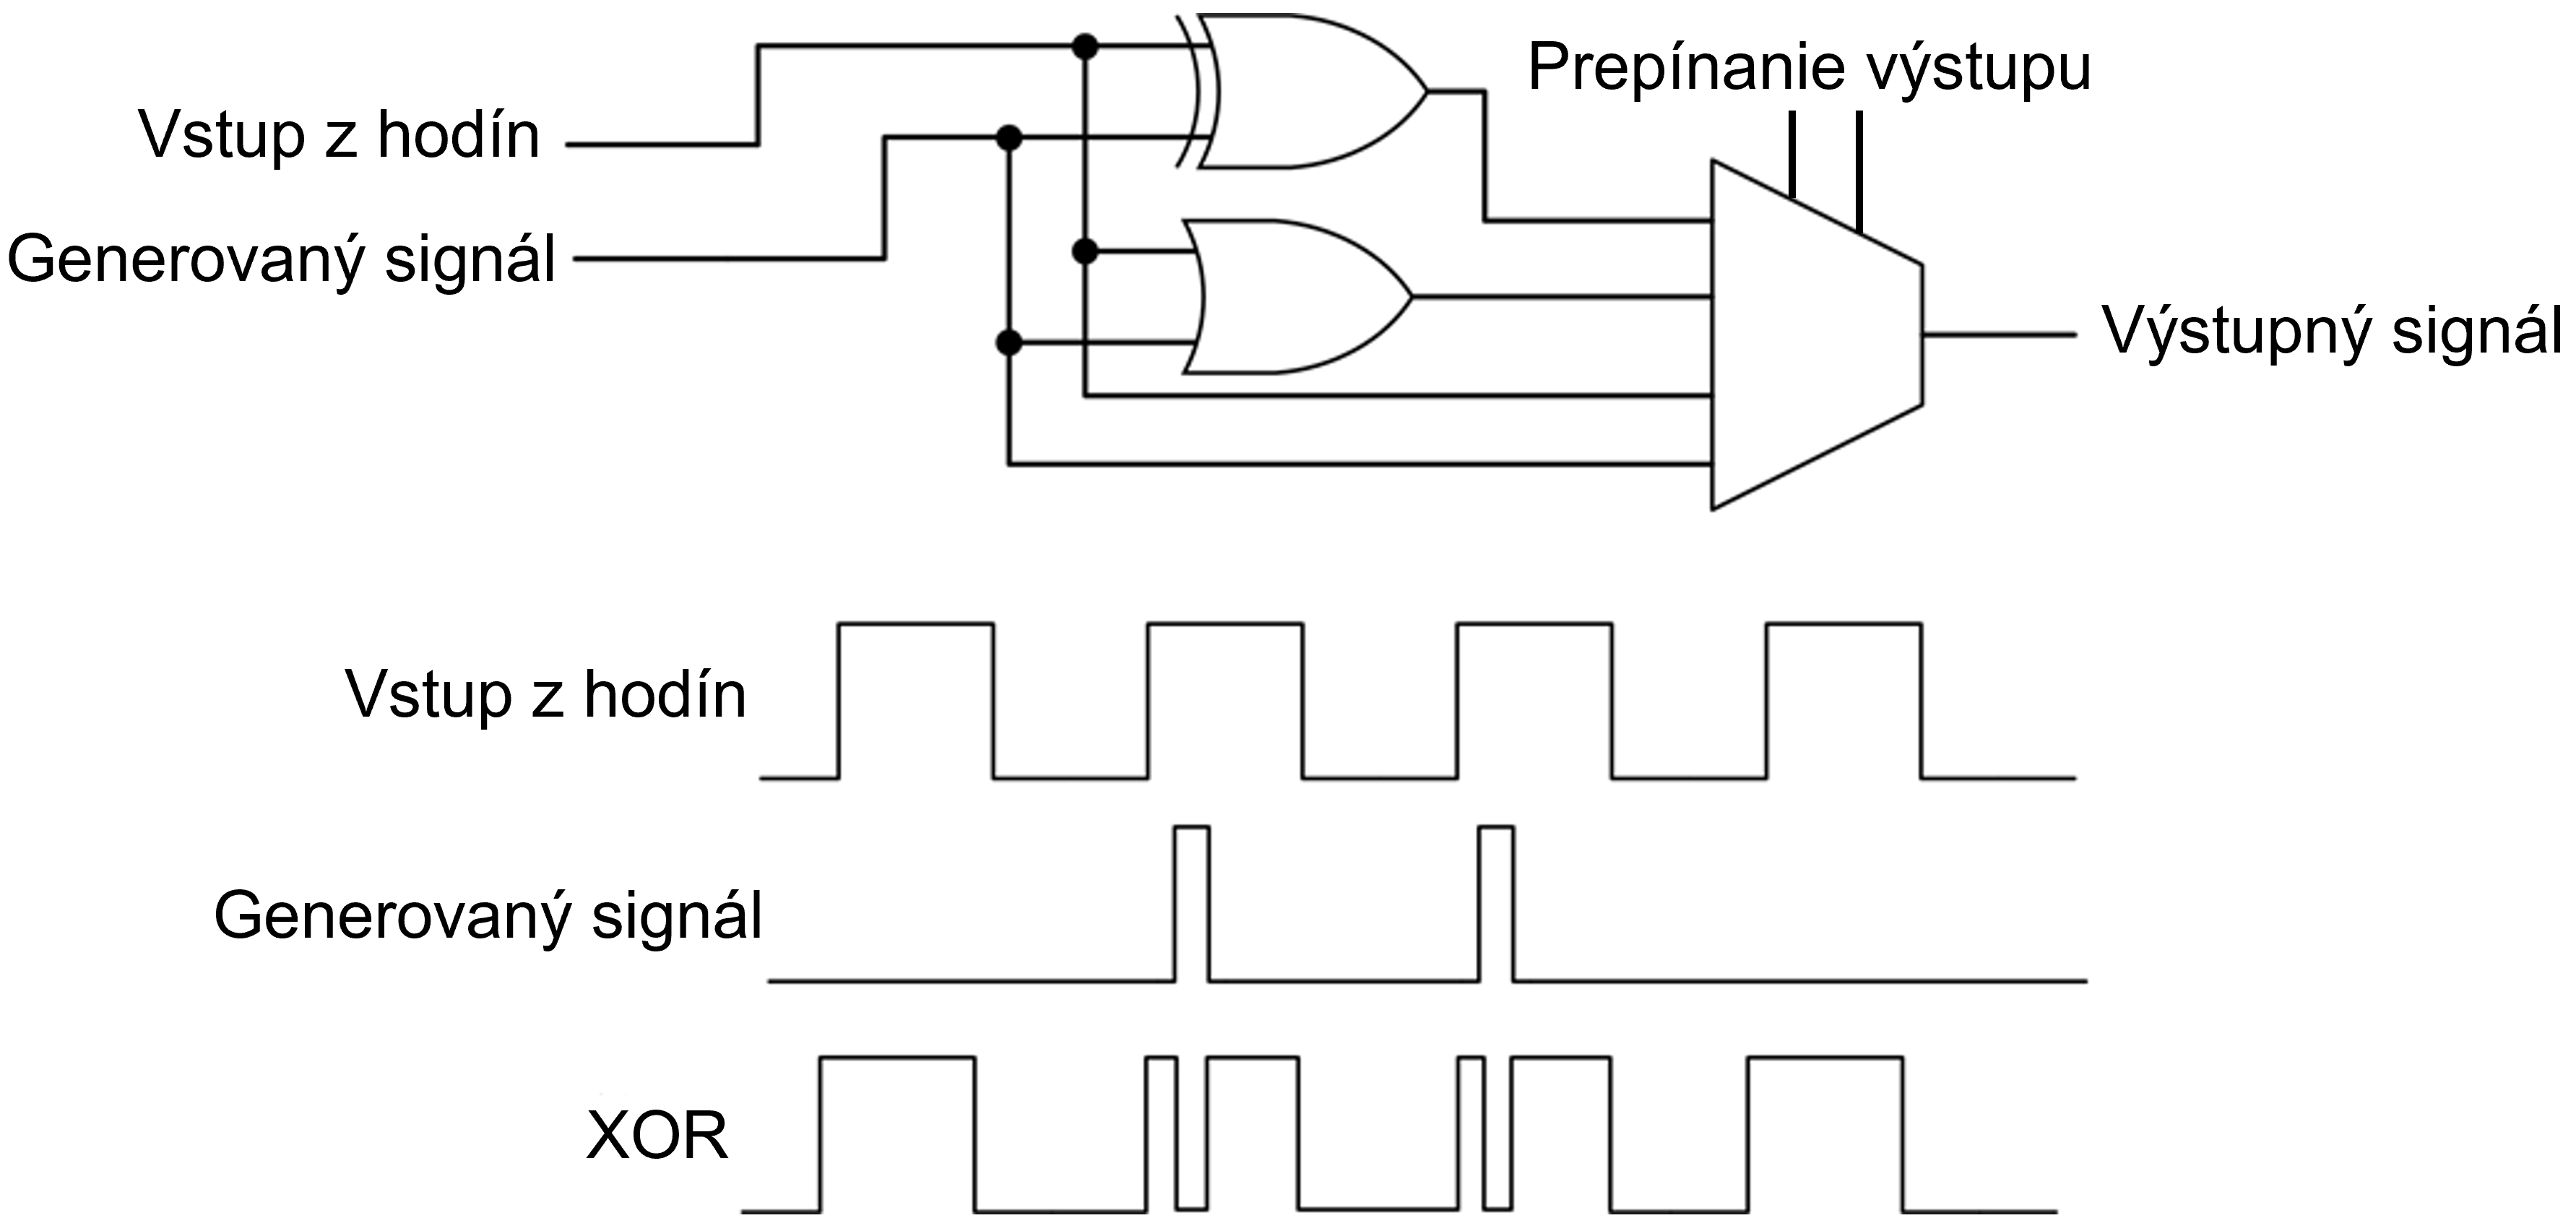 Prepínanie výstupu
Vstup z hodín
Generovaný signál
Výstupný signál
Vstup z hodín
Generovaný signál
XOR